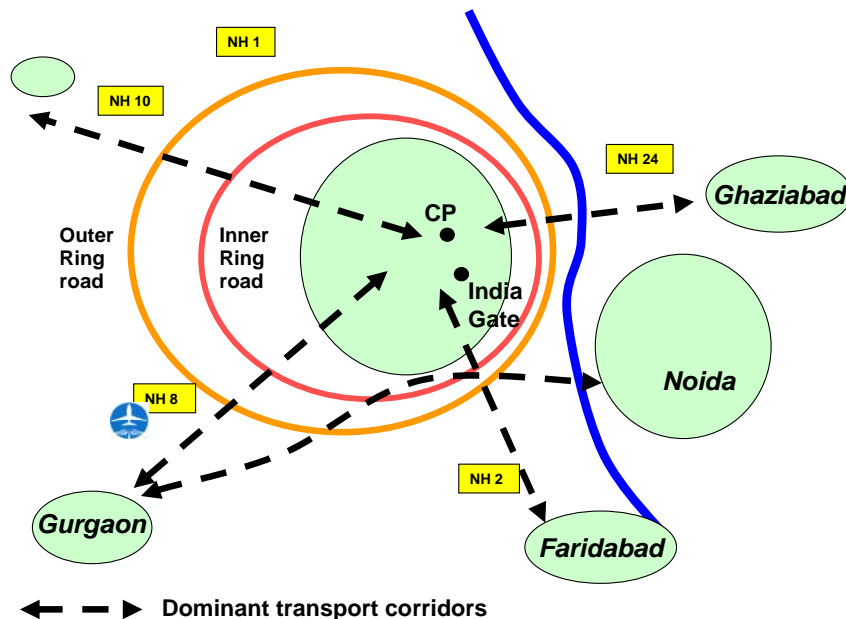 NH 1
NH 10
NH 24
Ghaziabad
CP
Outer
Ring
road
Inner
Ring
road
India
Gate
Noida
NH 8
NH 2
Gurgaon
Faridabad
Dominant transport corridors